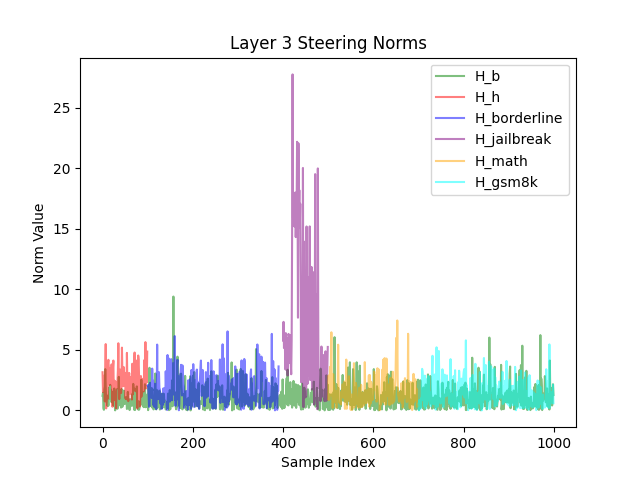 Layer 3 Steering Norms
H_b
H_h
H_borderline
H_jailbreak
H_math
H_gsm8k
Norm Value
25
20
15
10
5
0
0 200 400 600 800 1000
Sample Index